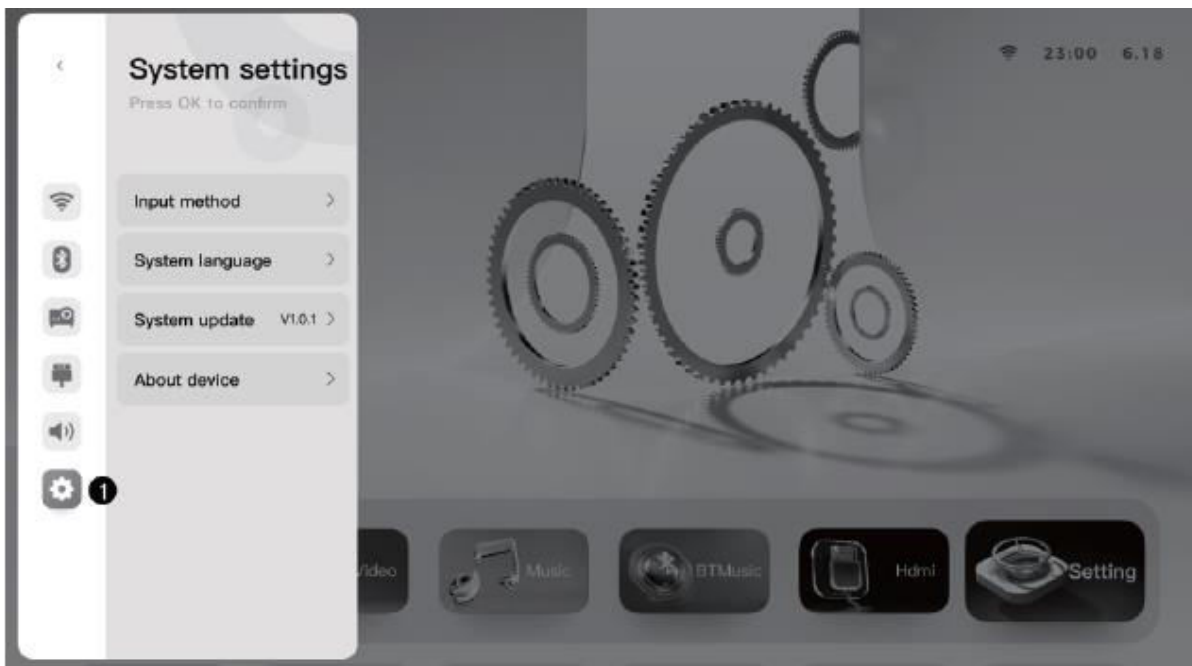 System settings
Press OK to confirm
23:00 6.18
Input method
System language
System update V1.0.1
About device
1
Video
Music
BTMusic
Hdmi
Setting